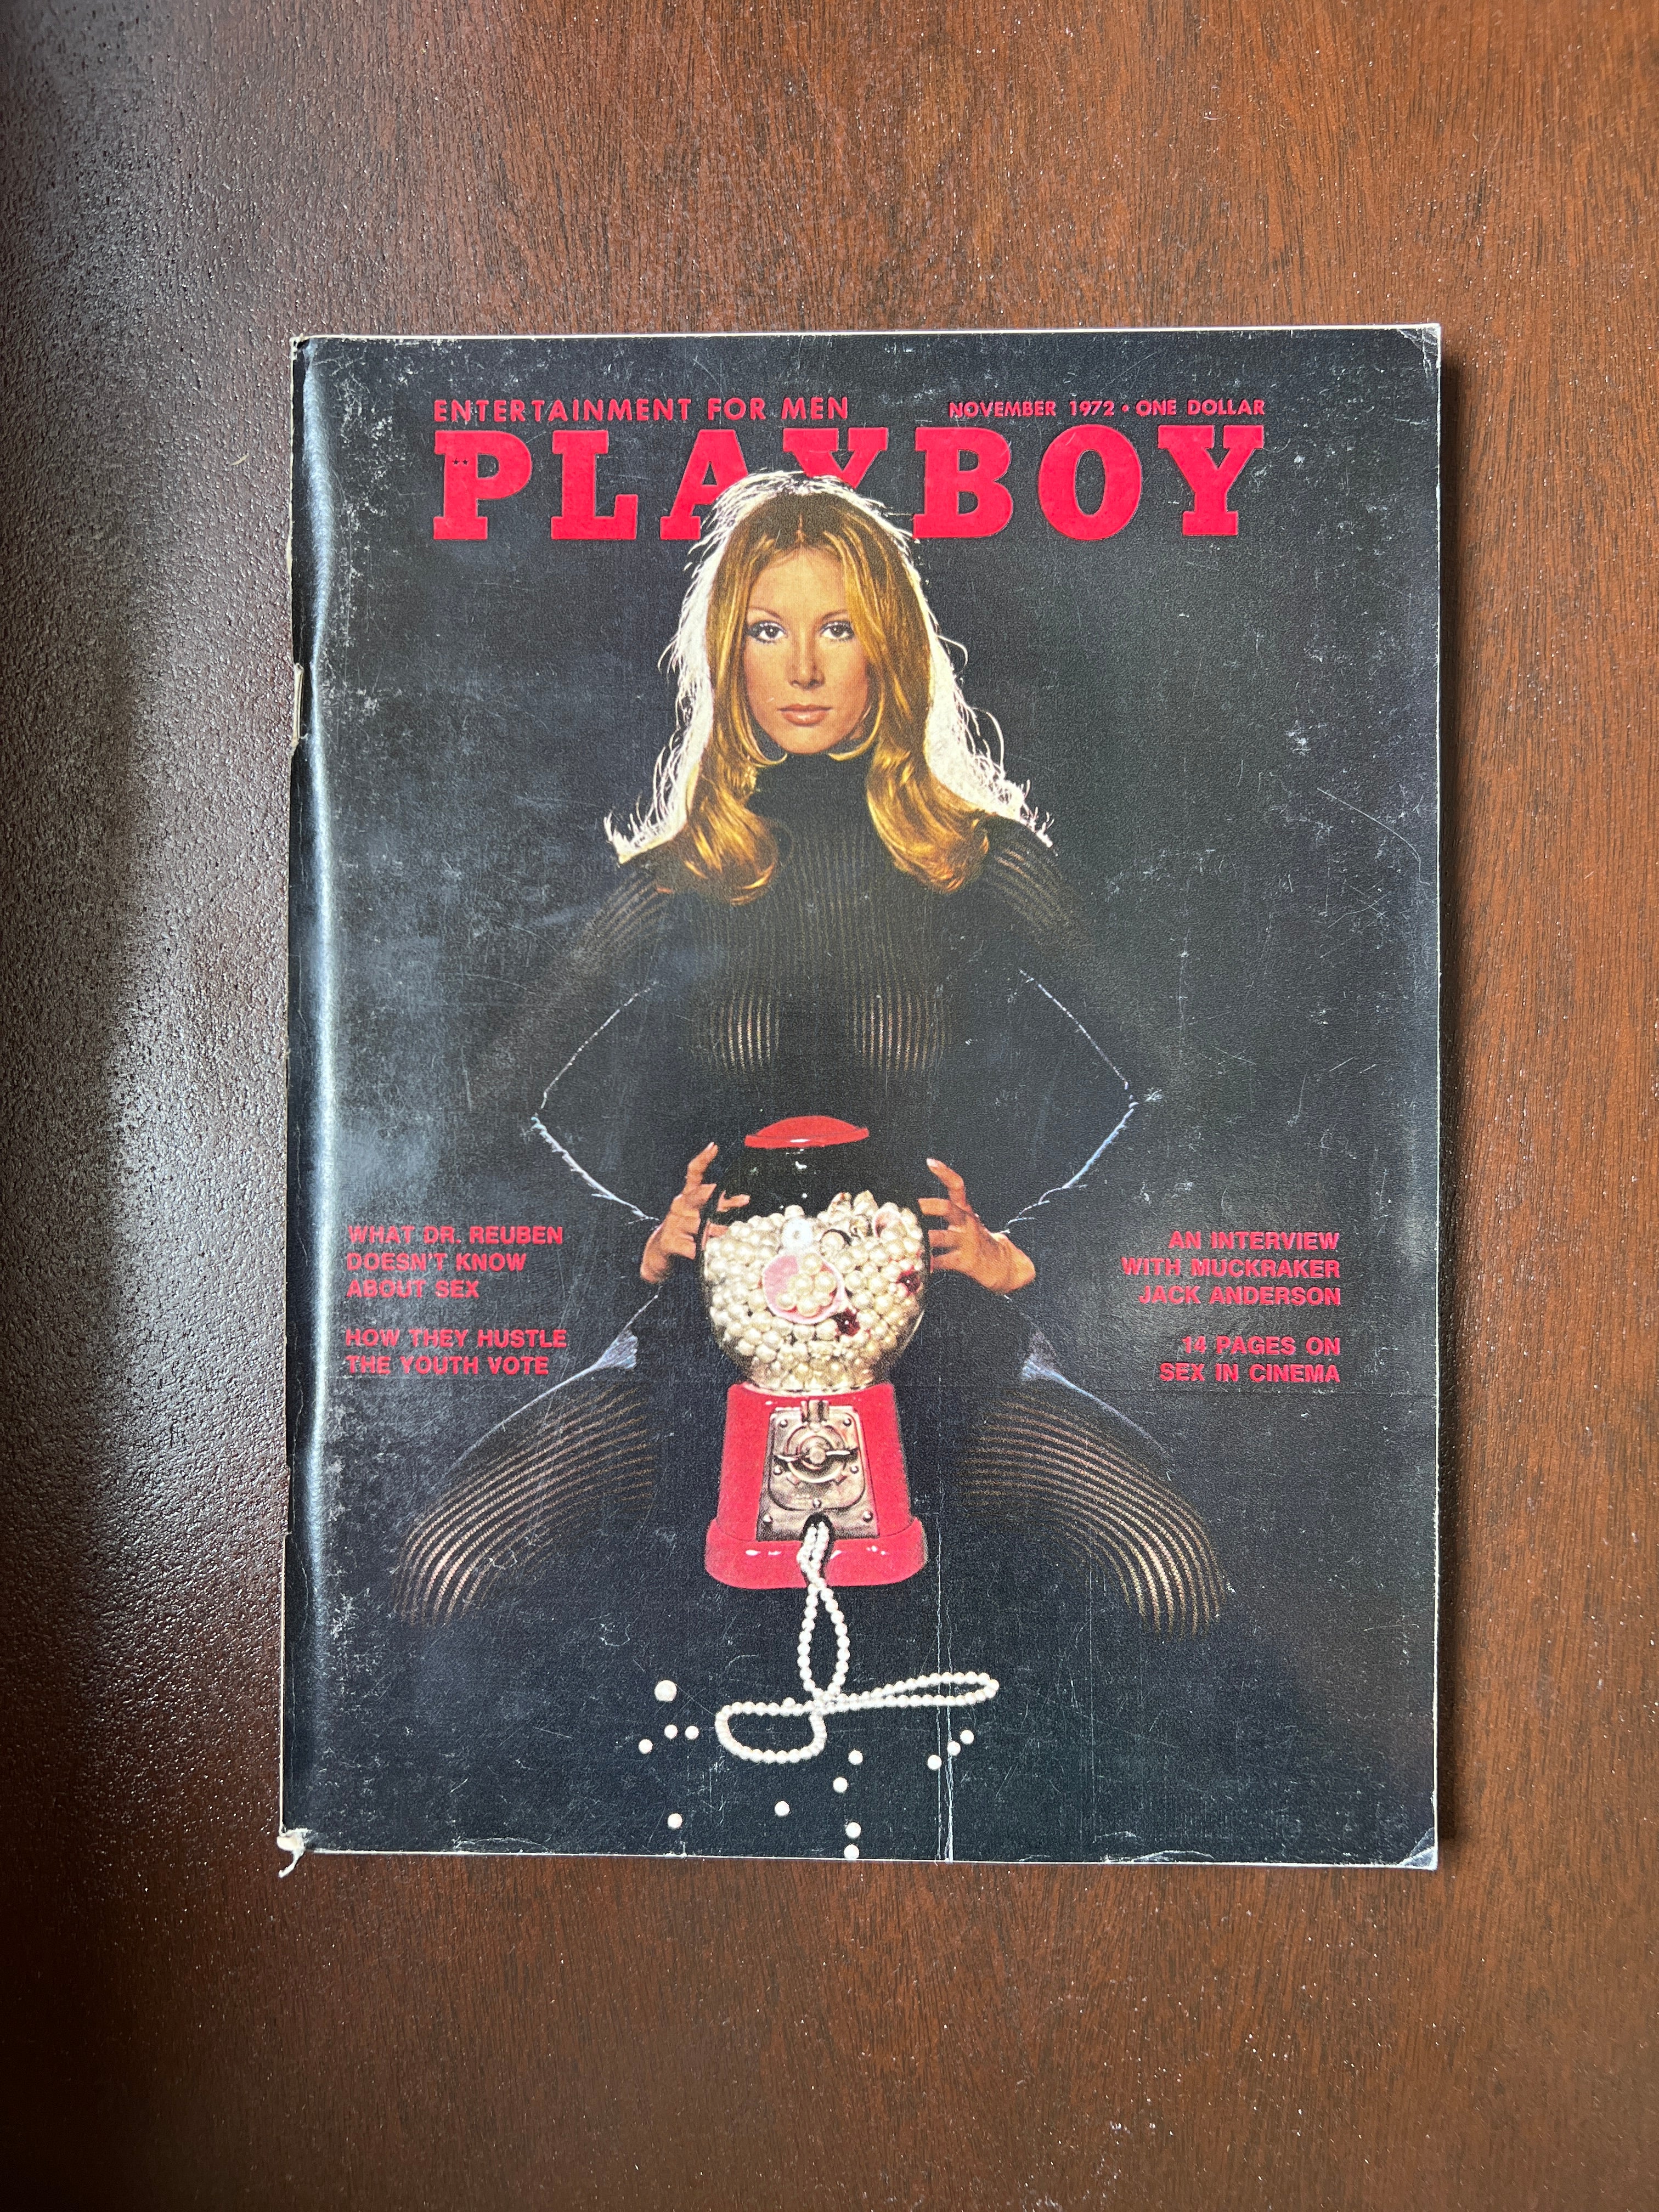 ENTERTAINMENT FOR MEN NOVEMBER 1972 • ONE DOLLAR
PLAYBOY
WHAT DR. REUBEN
DOESN'T KNOW
ABOUT SEX
HOW THEY HUSTLE
THE YOUTH VOTE
AN INTERVIEW
WITH MUCKRAKER
JACK ANDERSON
14 PAGES ON
SEX IN CINEMA